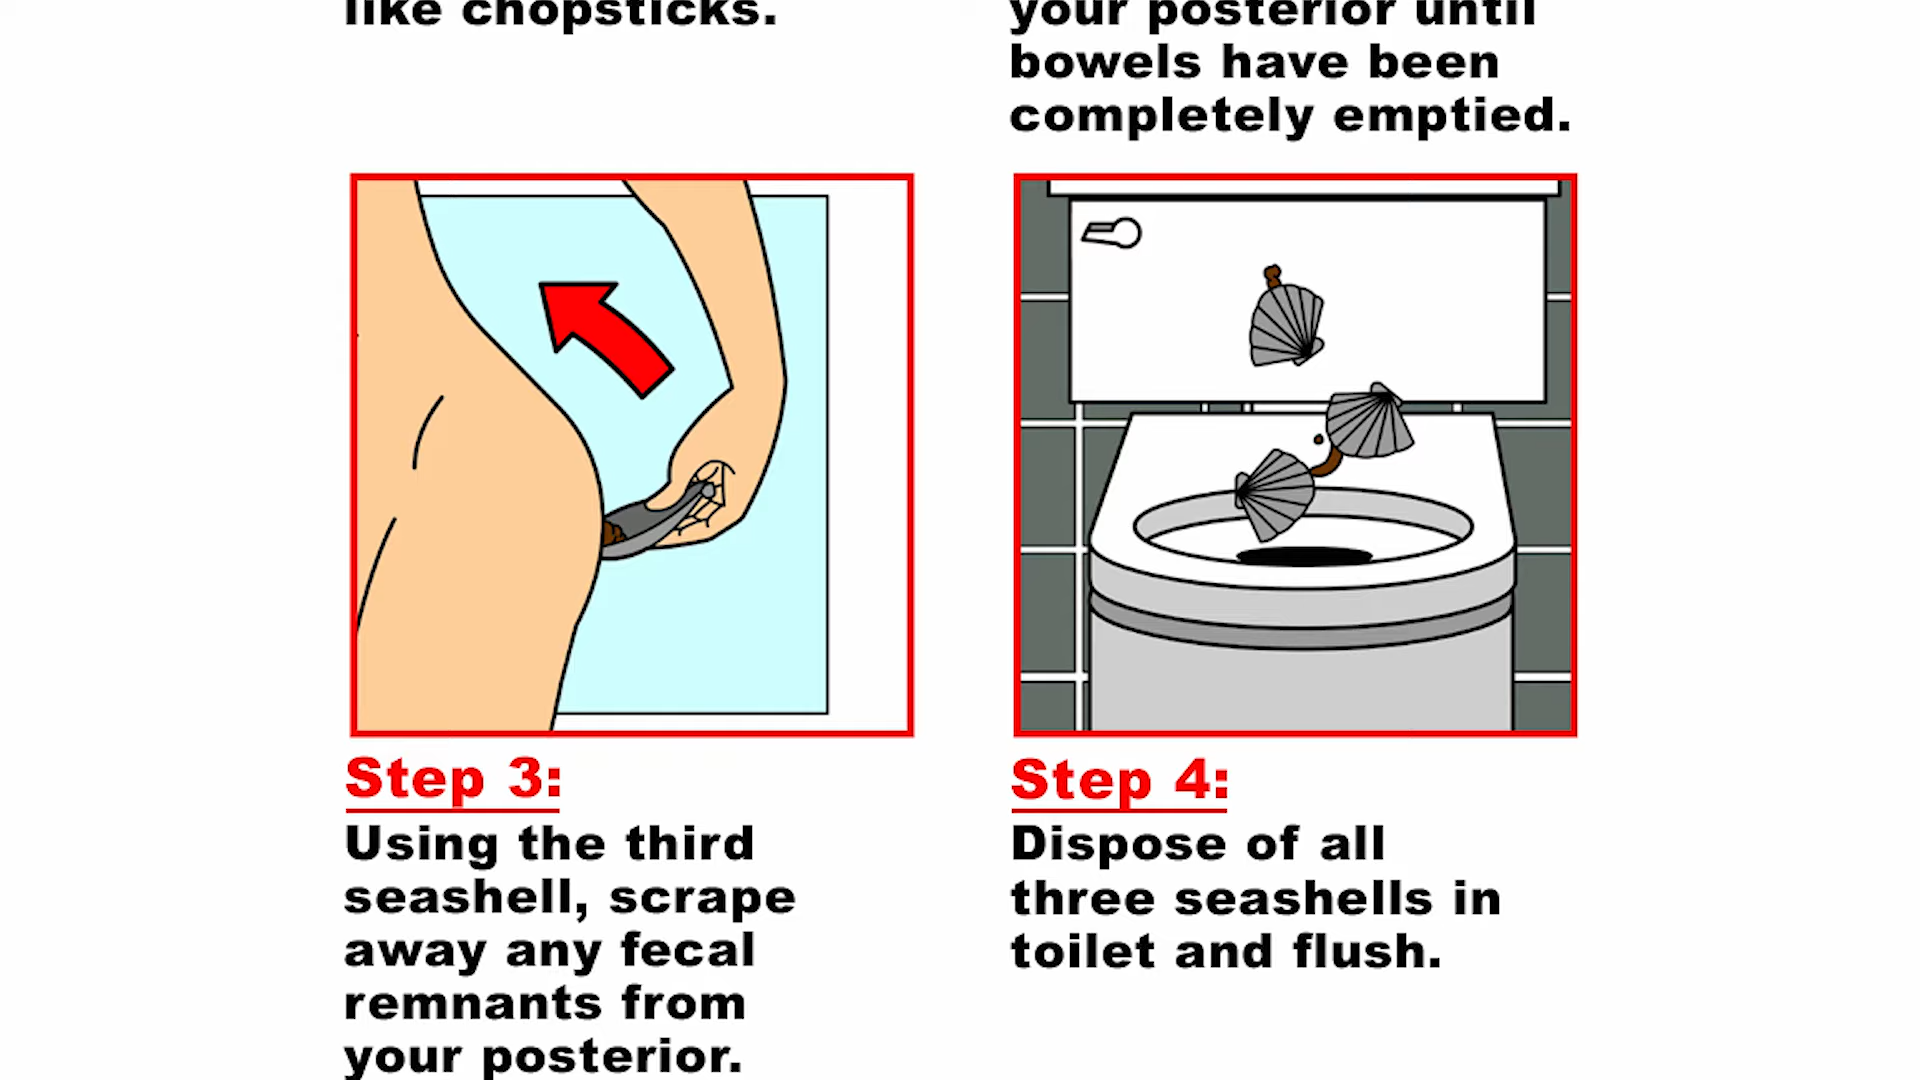 like chopsticks.
your posterior until
bowels have been
completely emptied.
Step 3:
Using the third
seashell, scrape
away any fecal
remnants from
your posterior.
Step 4:
Dispose of all
three seashells in
toilet and flush.